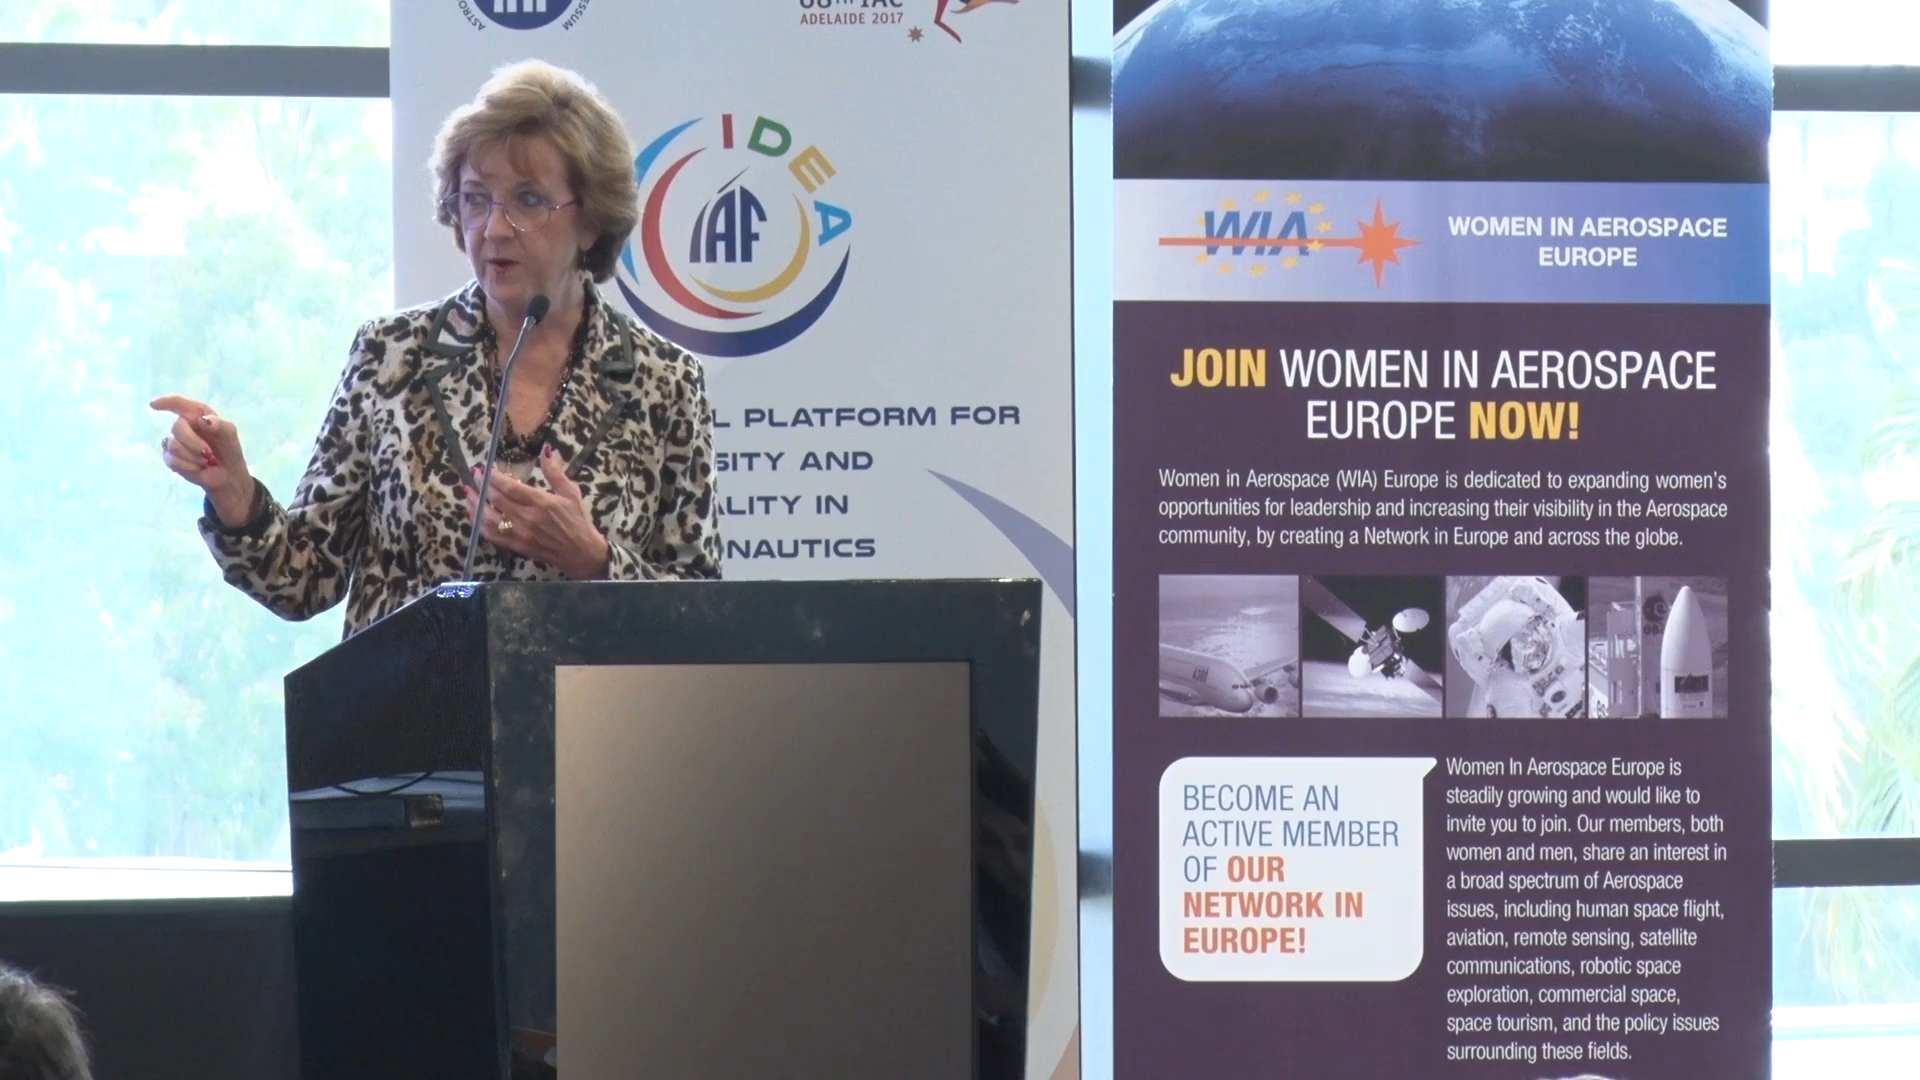 68TH IAC
ADELAIDE 2017
IDEA
IAF
L PLATFORM FOR
SITY AND
LITY IN
NAUTICS
WIA
WOMEN IN AEROSPACE
EUROPE
JOIN WOMEN IN AEROSPACE
EUROPE NOW!
Women in Aerospace (WIA) Europe is dedicated to expanding women's
opportunities for leadership and increasing their visibility in the Aerospace
community, by creating a Network in Europe and across the globe.
A380
BECOME AN
ACTIVE MEMBER
OF OUR
NETWORK IN
EUROPE!
Women In Aerospace Europe is
steadily growing and would like to
invite you to join. Our members, both
women and men, share an interest in
a broad spectrum of Aerospace
issues, including human space flight,
aviation, remote sensing, satellite
communications, robotic space
exploration, commercial space,
space tourism, and the policy issues
surrounding these fields.